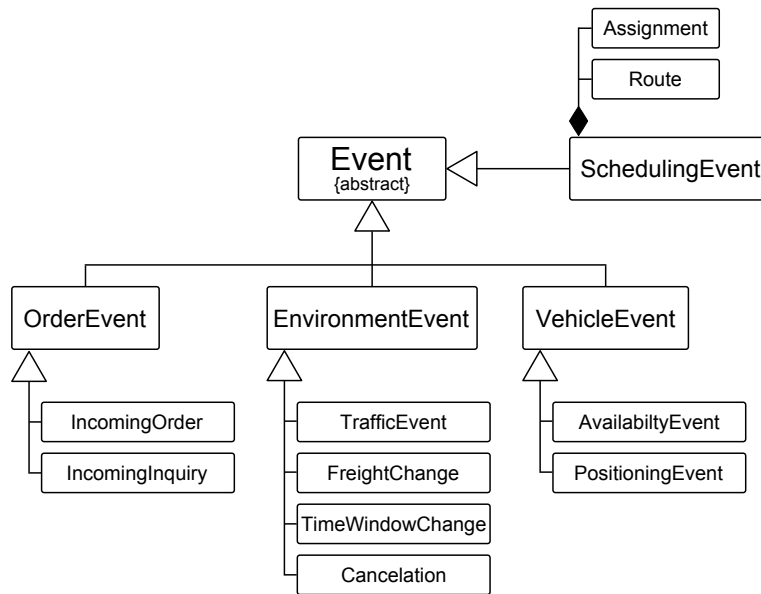 Assignment
Route
Event
{abstract}
SchedulingEvent
OrderEvent
EnvironmentEvent
VehicleEvent
IncomingOrder
IncomingInquiry
TrafficEvent
FreightChange
TimeWindowChange
Cancelation
AvailabiltyEvent
PositioningEvent